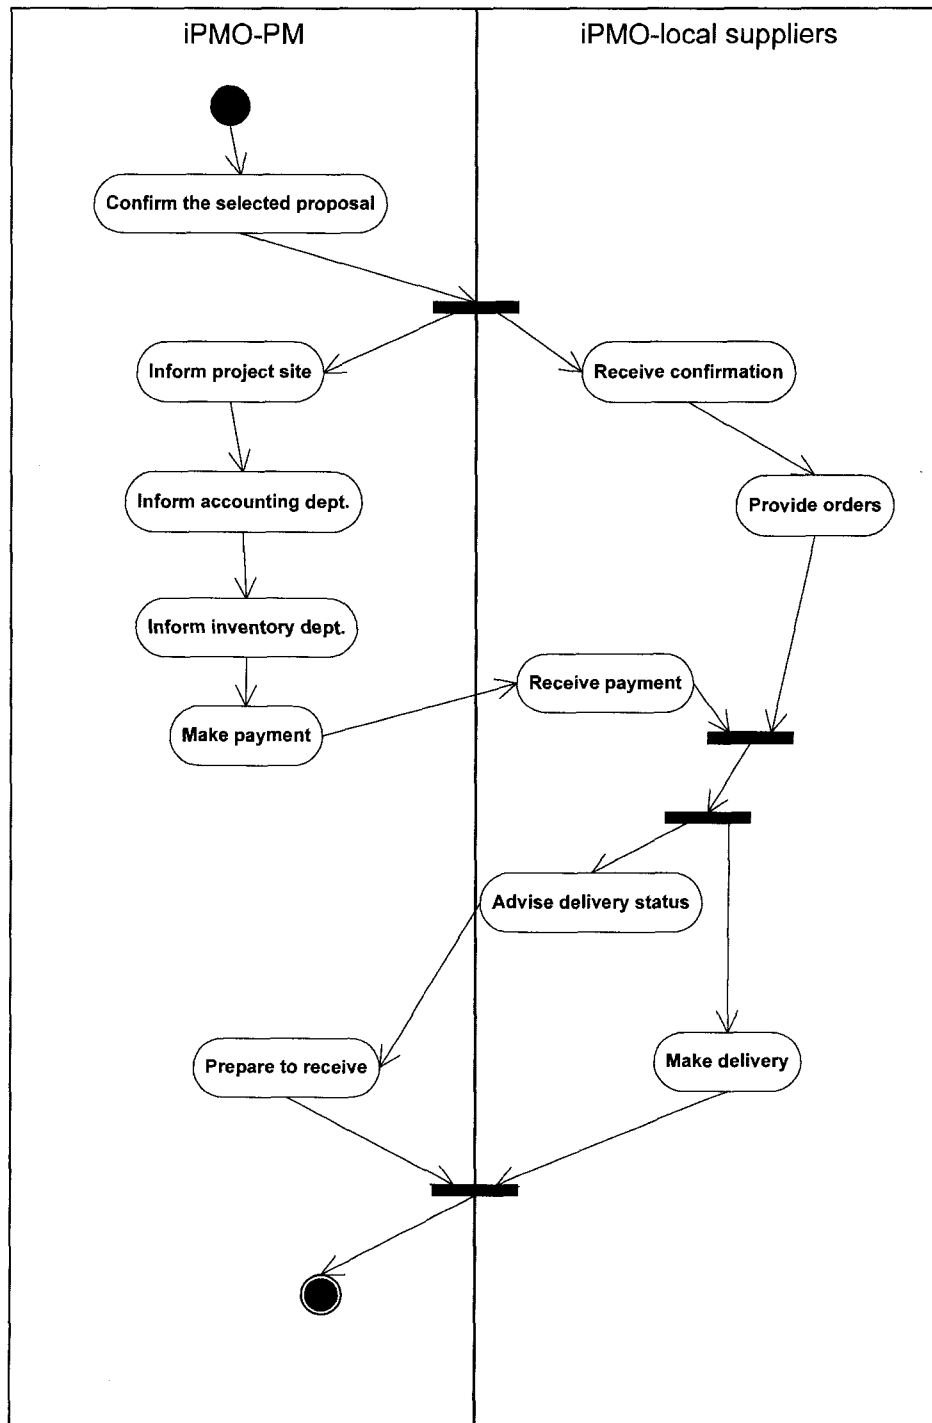 iPMO-PM
iPMO-local suppliers
Confirm the selected proposal
Inform project site
Receive confirmation
Inform accounting dept.
Provide orders
Inform inventory dept.
Receive payment
Make payment
Advise delivery status
Prepare to receive
Make delivery